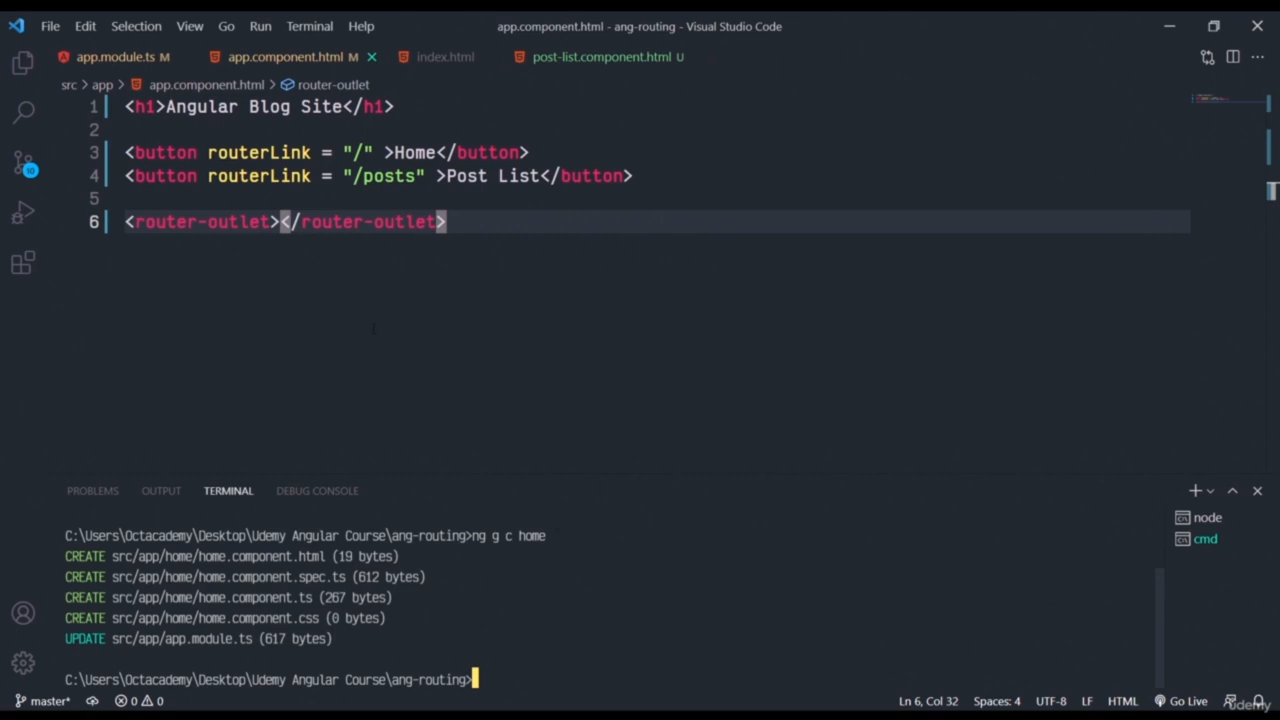 File Edit Selection View Go Run Terminal Help app.component.html - ang-routing - Visual Studio Code
app.module.ts M app.component.html M index.html post-list.component.html U
src > app > app.component.html > router-outlet
1 <h1>Angular Blog Site</h1>
2
3 <button routerLink = "/" >Home</button>
4 <button routerLink = "/posts" >Post List</button>
5
6 <router-outlet></router-outlet>
10
PROBLEMS OUTPUT TERMINAL DEBUG CONSOLE
node
cmd
C:\Users\Octacademy\Desktop\Udemy Angular Course\ang-routing>ng g c home
CREATE src/app/home/home.component.html (19 bytes)
CREATE src/app/home/home.component.spec.ts (612 bytes)
CREATE src/app/home/home.component.ts (267 bytes)
CREATE src/app/home/home.component.css (0 bytes)
UPDATE src/app/app.module.ts (617 bytes)
C:\Users\Octacademy\Desktop\Udemy Angular Course\ang-routing>
master* 0 0 Ln 6, Col 32 Spaces: 4 UTF-8 LF HTML Go Live
Udemy